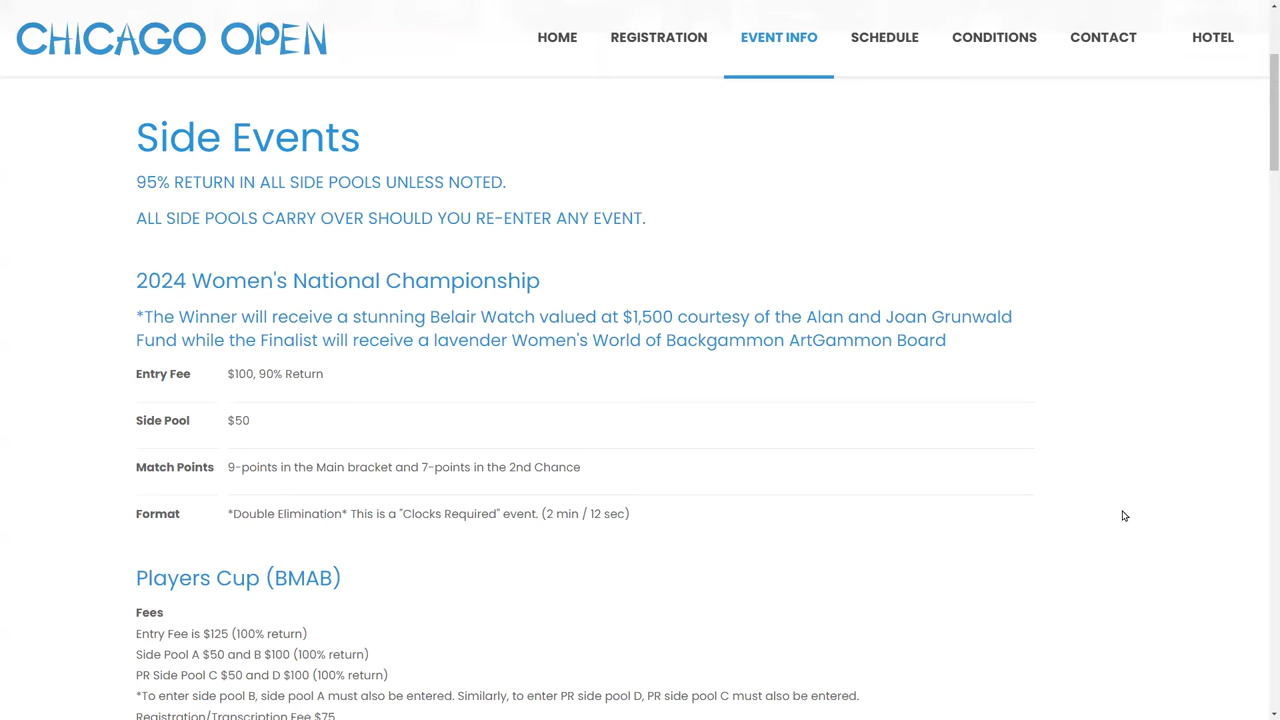 CHICAGO OPEN
HOME REGISTRATION EVENT INFO SCHEDULE CONDITIONS CONTACT HOTEL
Side Events
95% RETURN IN ALL SIDE POOLS UNLESS NOTED.
ALL SIDE POOLS CARRY OVER SHOULD YOU RE-ENTER ANY EVENT.
2024 Women's National Championship
*The Winner will receive a stunning Belair Watch valued at $1,500 courtesy of the Alan and Joan Grunwald
Fund while the Finalist will receive a lavender Women's World of Backgammon ArtGammon Board
Entry Fee $100, 90% Return
Side Pool $50
Match Points 9-points in the Main bracket and 7-points in the 2nd Chance
Format *Double Elimination* This is a "Clocks Required" event. (2 min / 12 sec)
Players Cup (BMAB)
Fees
Entry Fee is $125 (100% return)
Side Pool A $50 and B $100 (100% return)
PR Side Pool C $50 and D $100 (100% return)
*To enter side pool B, side pool A must also be entered. Similarly, to enter PR side pool D, PR side pool C must also be entered.
Registration/Transcription Fee $75